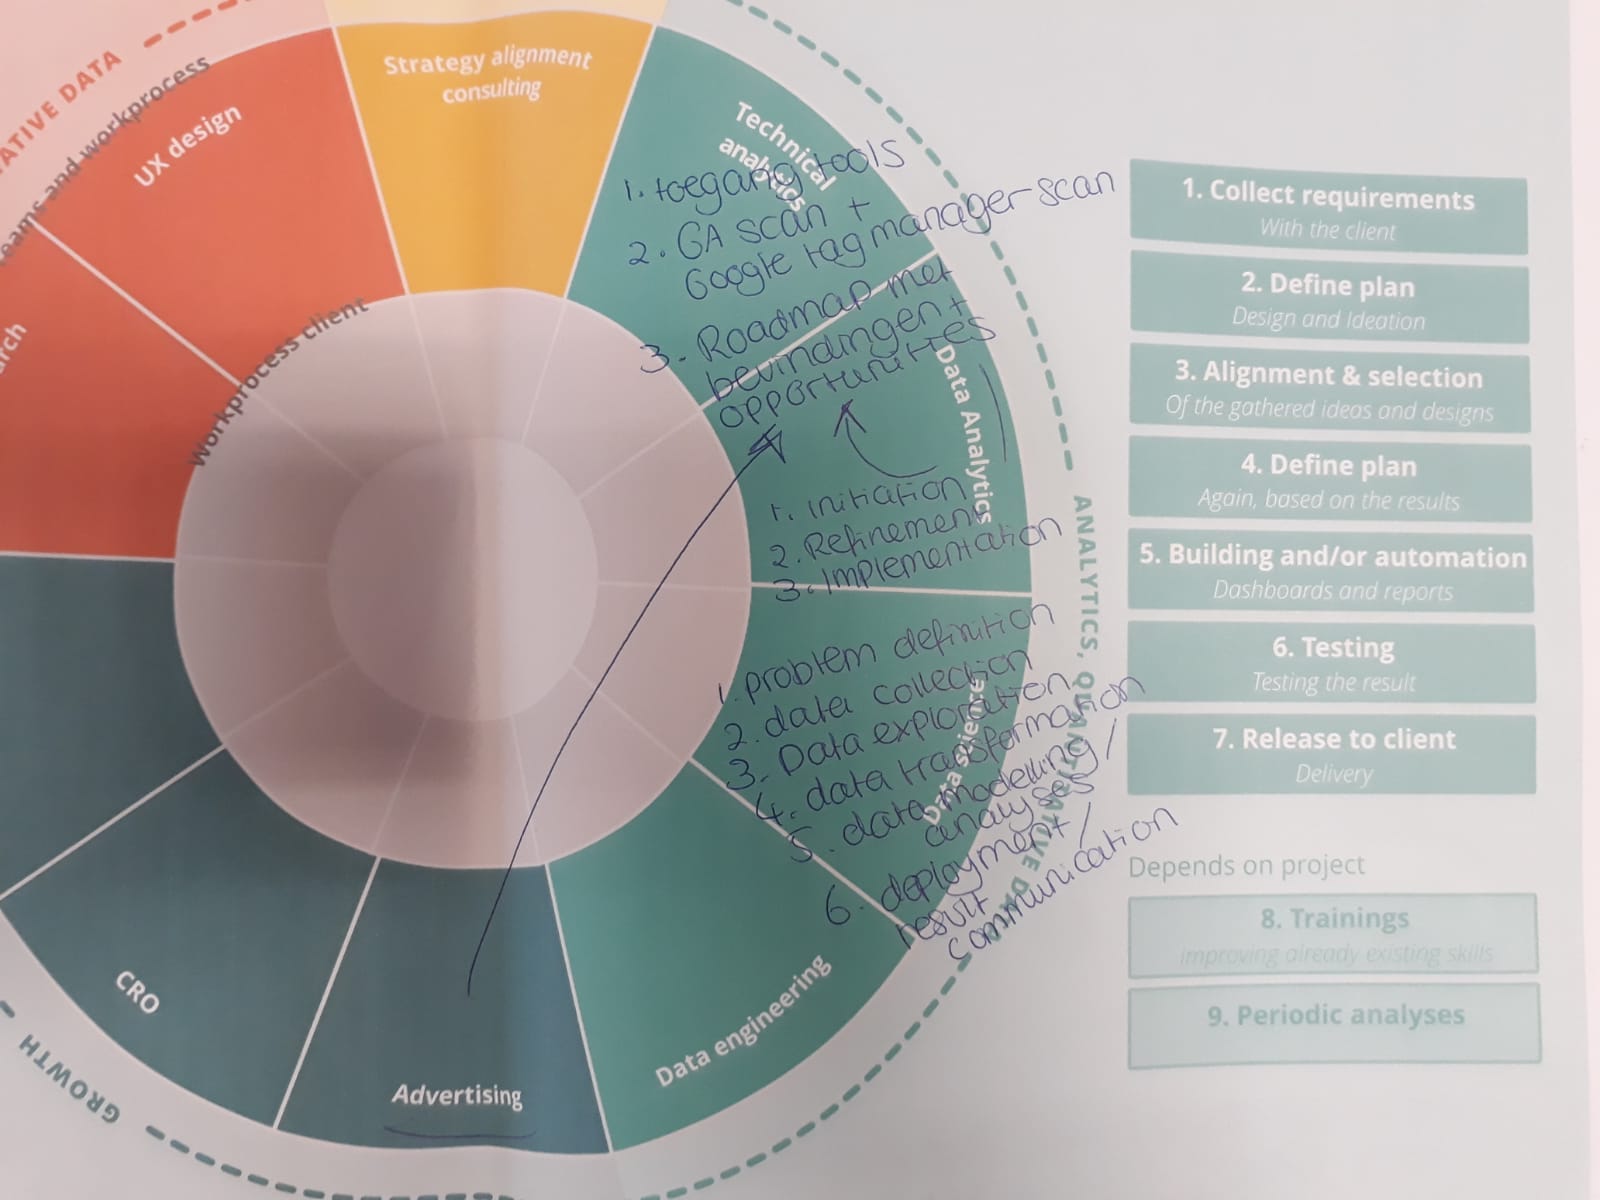 ATIVE DATA
teams and workprocess
UX design
arch
Workprocess client
Strategy alignment
consulting
Technical
analytics
1. toegang tools
2. GA scan +
Google tag manager scan
3. Roadmap met
bevindingen +
opportunities
Data Analytics
1. Initiation
2. Refinement
3. Implementation
1. problem definition
2. data collection
3. Data exploration
4. data transformation
5. data modelling /
analyses
6. deployment /
result
communication
Data science
ANALYTICS, QUANTITATIVE DATA
Data engineering
Advertising
CRO
GROWTH
1. Collect requirements
With the client
2. Define plan
Design and Ideation
3. Alignment & selection
Of the gathered ideas and designs
4. Define plan
Again, based on the results
5. Building and/or automation
Dashboards and reports
6. Testing
Testing the result
7. Release to client
Delivery
Depends on project
8. Trainings
improving already existing skills
9. Periodic analyses